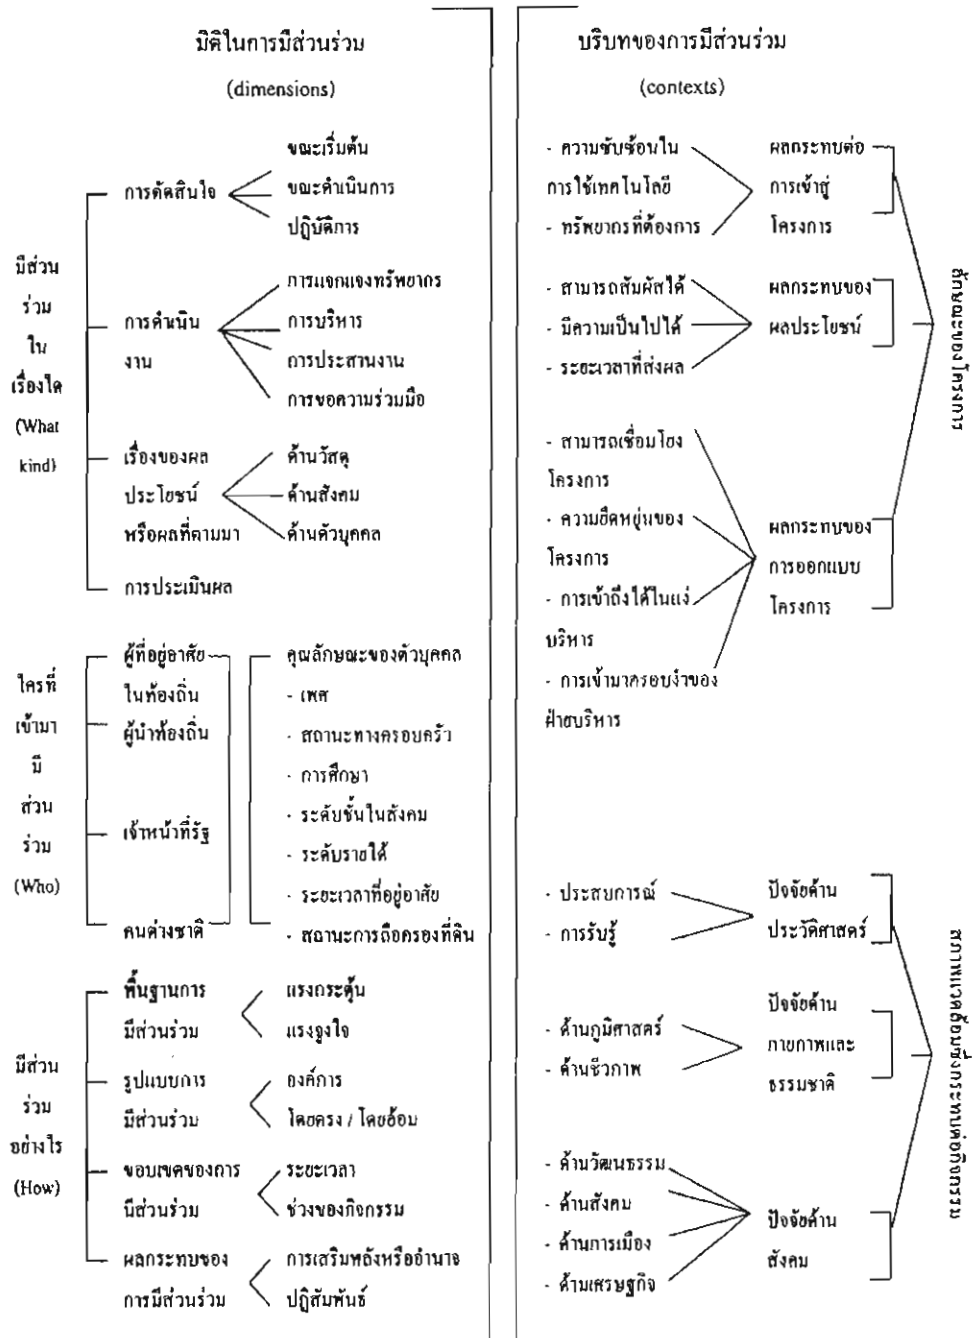 มิติในการมีส่วนร่วม
(dimensions)
มีส่วน
ร่วม
ใน
เรื่องใด
(What
kind)
การตัดสินใจ
ขณะเริ่มต้น
ขณะดำเนินการ
ปฏิบัติการ
การดำเนิน
งาน
การแจกแจงทรัพยากร
การบริหาร
การประสานงาน
การขอความร่วมมือ
เรื่องของผล
ประโยชน์
หรือผลที่ตามมา
ด้านวัสดุ
ด้านสังคม
ด้านตัวบุคคล
การประเมินผล
ใครที่
เข้ามา
มี
ส่วน
ร่วม
(Who)
ผู้ที่อยู่อาศัย
ในท้องถิ่น
ผู้นำท้องถิ่น
เจ้าหน้าที่รัฐ
คนต่างชาติ
คุณลักษณะของตัวบุคคล
- เพศ
- สถานะทางครอบครัว
- การศึกษา
- ระดับชั้นในสังคม
- ระดับรายได้
- ระยะเวลาที่อยู่อาศัย
- สถานะการถือครองที่ดิน
มีส่วน
ร่วม
อย่างไร
(How)
พื้นฐานการ
มีส่วนร่วม
แรงกระตุ้น
แรงจูงใจ
รูปแบบการ
มีส่วนร่วม
องค์การ
โดยตรง / โดยอ้อม
ขอบเขตของการ
มีส่วนร่วม
ระยะเวลา
ช่วงของกิจกรรม
ผลกระทบของ
การมีส่วนร่วม
การเสริมพลังหรืออำนาจ
ปฏิสัมพันธ์
บริบทของการมีส่วนร่วม
(contexts)
- ความซับซ้อนใน
การใช้เทคโนโลยี
- ทรัพยากรที่ต้องการ
ผลกระทบต่อ
การเข้าสู่
โครงการ
- สามารถสัมผัสได้
- มีความเป็นไปได้
- ระยะเวลาที่ส่งผล
ผลกระทบของ
ผลประโยชน์
- สามารถเชื่อมโยง
โครงการ
- ความยืดหยุ่นของ
โครงการ
- การเข้าถึงได้ในแง่
บริหาร
- การเข้ามาครอบงำของ
ฝ่ายบริหาร
ผลกระทบของ
การออกแบบ
โครงการ
ลักษณะของโครงการ
- ประสบการณ์
- การรับรู้
ปัจจัยด้าน
ประวัติศาสตร์
- ด้านภูมิศาสตร์
- ด้านชีวภาพ
ปัจจัยด้าน
กายภาพและ
ธรรมชาติ
- ด้านวัฒนธรรม
- ด้านสังคม
- ด้านการเมือง
- ด้านเศรษฐกิจ
ปัจจัยด้าน
สังคม
สภาพแวดล้อมซึ่งกระทบต่อกิจกรรม